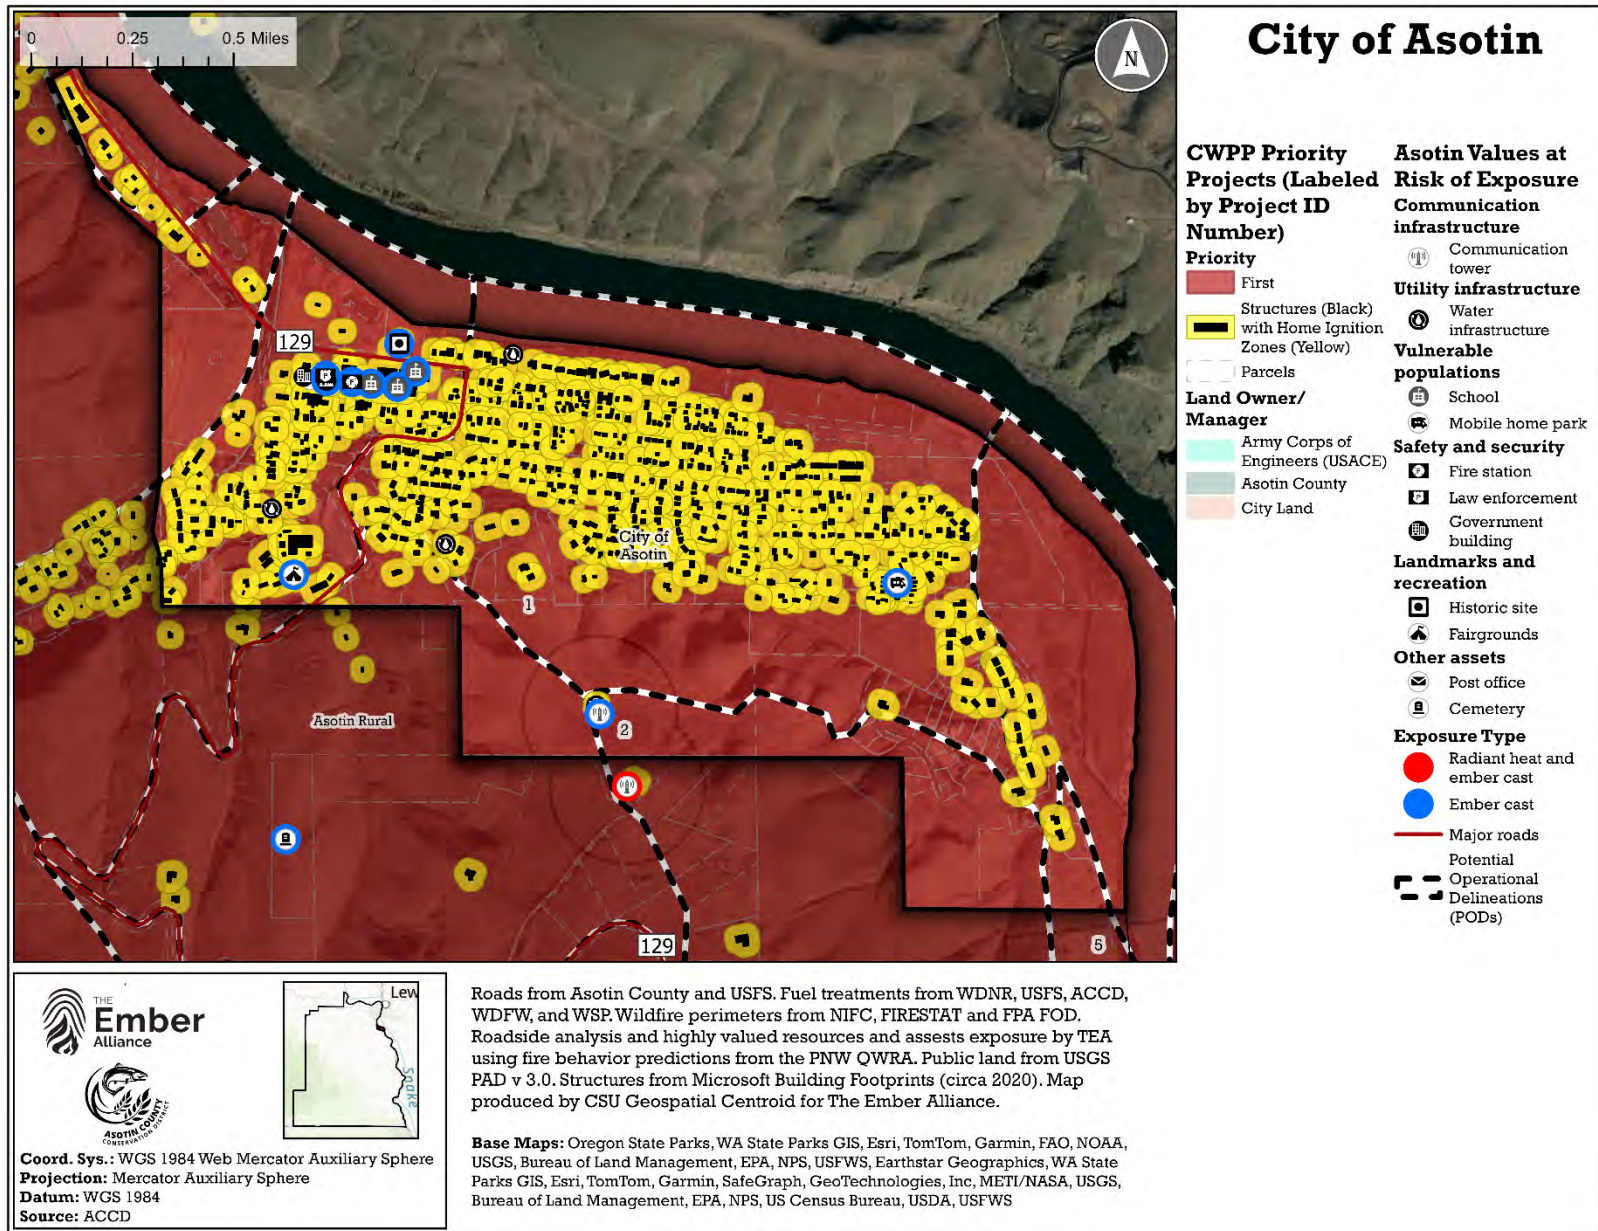 0 0.25 0.5 Miles
N
129
City of
Asotin
1
Asotin Rural
2
129
5
City of Asotin
CWPP Priority
Projects (Labeled
by Project ID
Number)
Priority
First
Structures (Black)
with Home Ignition
Zones (Yellow)
Parcels
Land Owner/
Manager
Army Corps of
Engineers (USACE)
Asotin County
City Land
Asotin Values at
Risk of Exposure
Communication
infrastructure
Communication
tower
Utility infrastructure
Water
infrastructure
Vulnerable
populations
School
Mobile home park
Safety and security
Fire station
Law enforcement
Government
building
Landmarks and
recreation
Historic site
Fairgrounds
Other assets
Post office
Cemetery
Exposure Type
Radiant heat and
ember cast
Ember cast
Major roads
Potential
Operational
Delineations
(PODs)
THE
Ember
Alliance
ASOTIN COUNTY
CONSERVATION DISTRICT
Lew
Snake
Coord. Sys.: WGS 1984 Web Mercator Auxiliary Sphere
Projection: Mercator Auxiliary Sphere
Datum: WGS 1984
Source: ACCD
Roads from Asotin County and USFS. Fuel treatments from WDNR, USFS, ACCD,
WDFW, and WSP. Wildfire perimeters from NIFC, FIRESTAT and FPA FOD.
Roadside analysis and highly valued resources and assests exposure by TEA
using fire behavior predictions from the PNW QWRA. Public land from USGS
PAD v 3.0. Structures from Microsoft Building Footprints (circa 2020). Map
produced by CSU Geospatial Centroid for The Ember Alliance.
Base Maps: Oregon State Parks, WA State Parks GIS, Esri, TomTom, Garmin, FAO, NOAA,
USGS, Bureau of Land Management, EPA, NPS, USFWS, Earthstar Geographics, WA State
Parks GIS, Esri, TomTom, Garmin, SafeGraph, GeoTechnologies, Inc, METI/NASA, USGS,
Bureau of Land Management, EPA, NPS, US Census Bureau, USDA, USFWS